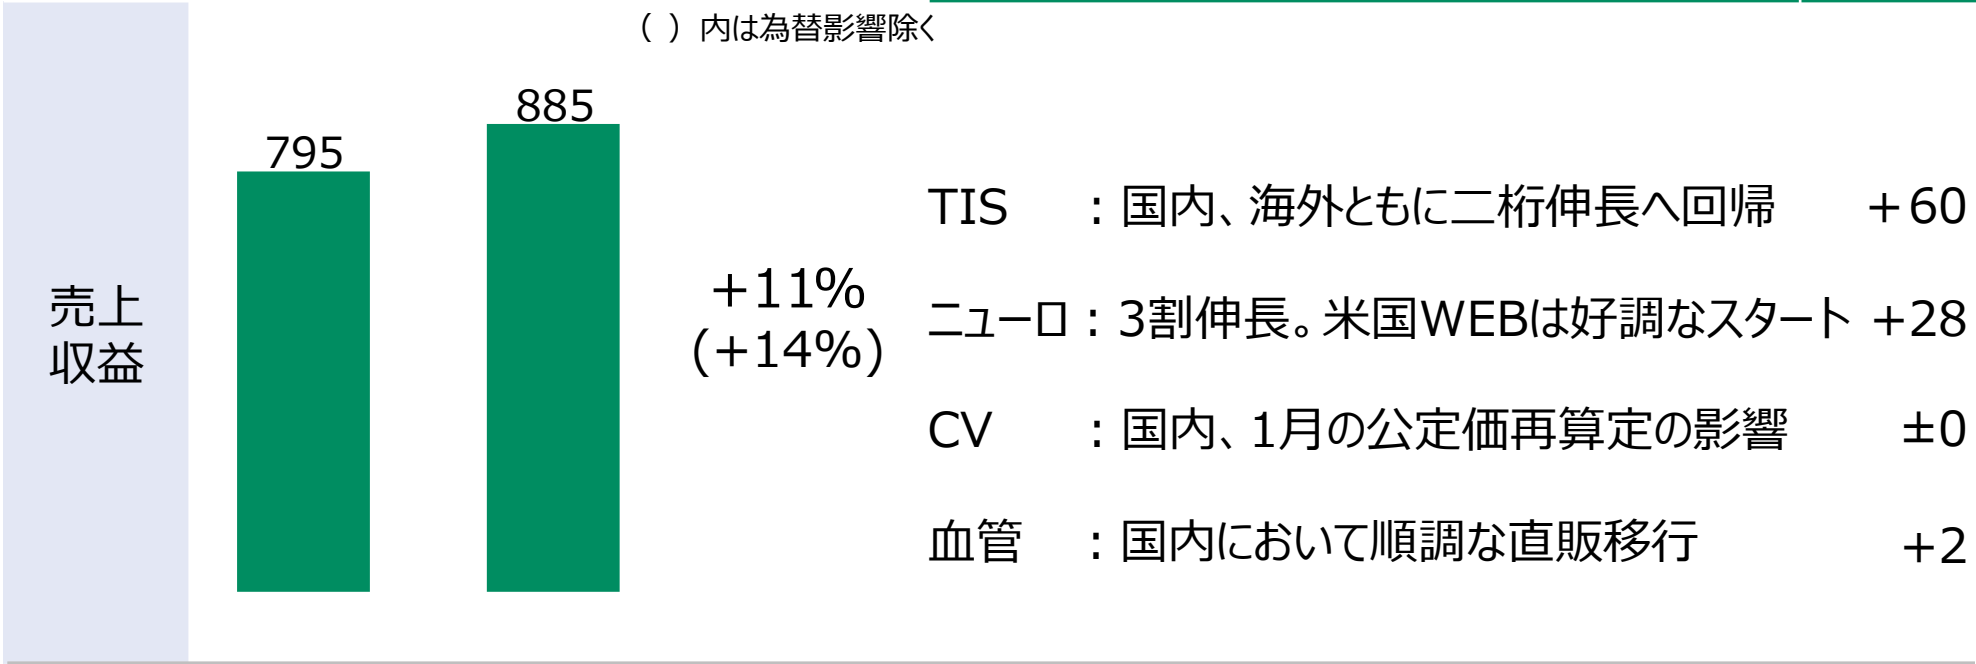 （ ）内は為替影響除く
795
885
売上
収益
+11%
(+14%)
TIS ：国内、海外ともに二桁伸長へ回帰 ＋60
ニューロ：3割伸長。米国WEBは好調なスタート +28
CV ：国内、1月の公定価再算定の影響 ±0
血管 ：国内において順調な直販移行 +2